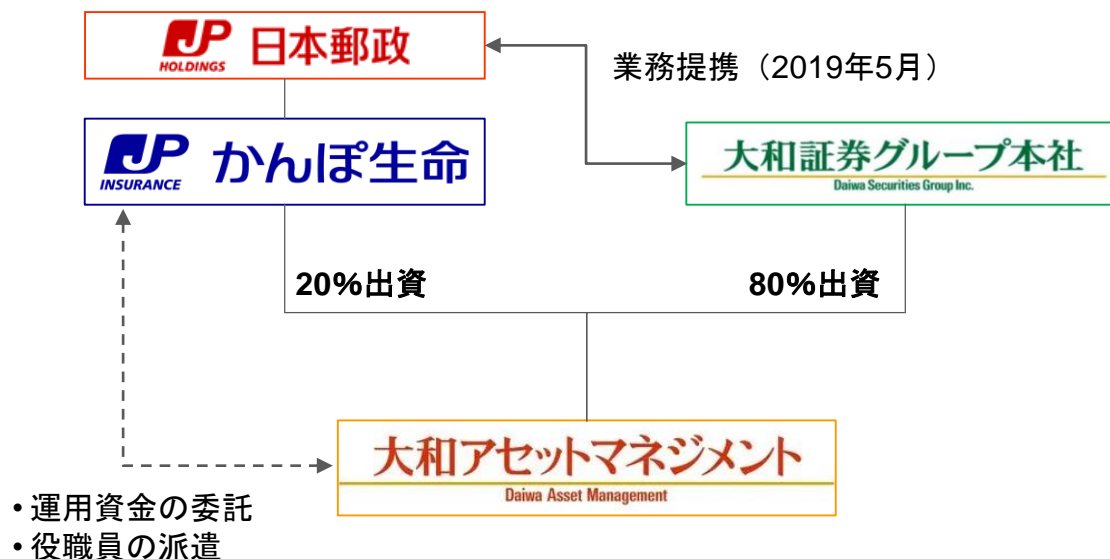 JP
HOLDINGS
日本郵政
業務提携（2019年5月）
JP
INSURANCE
かんぽ生命
大和証券グループ本社
Daiwa Securities Group Inc.
20%出資
80%出資
大和アセットマネジメント
Daiwa Asset Management
•運用資金の委託
•役職員の派遣